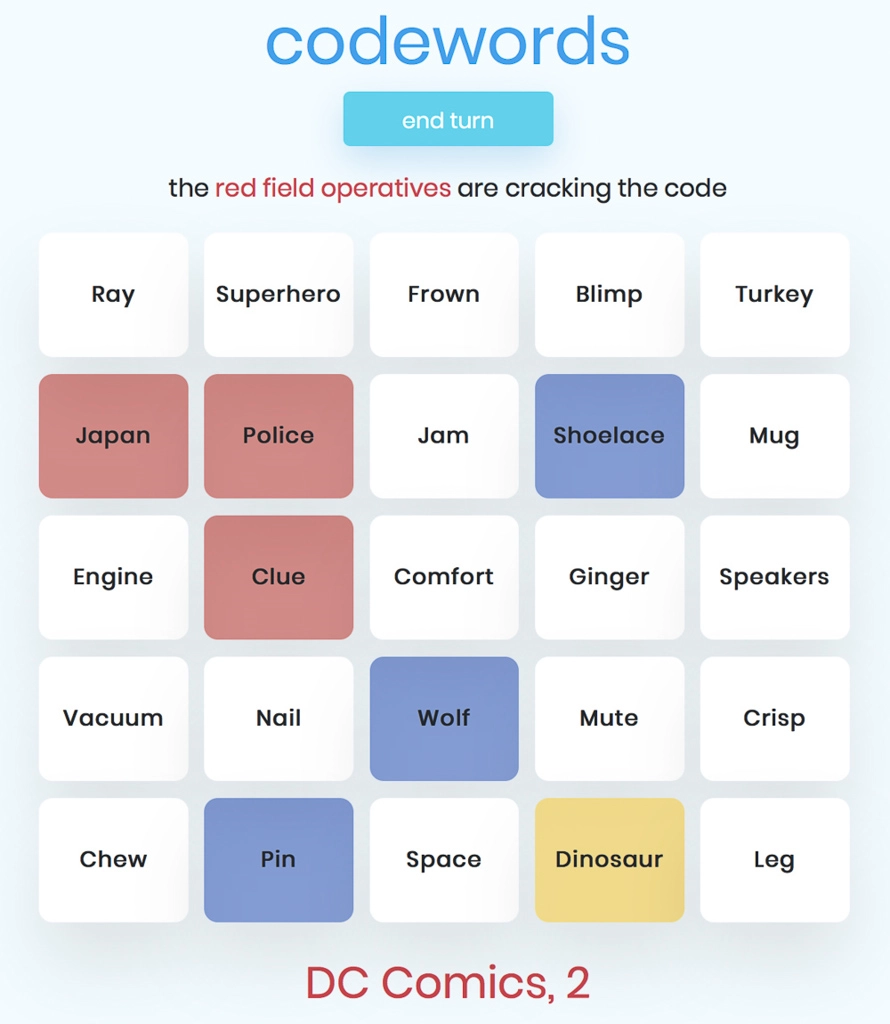 codewords
end turn
the red field operatives are cracking the code
Ray Superhero Frown Blimp Turkey
Japan Police Jam Shoelace Mug
Engine Clue Comfort Ginger Speakers
Vacuum Nail Wolf Mute Crisp
Chew Pin Space Dinosaur Leg
DC Comics, 2